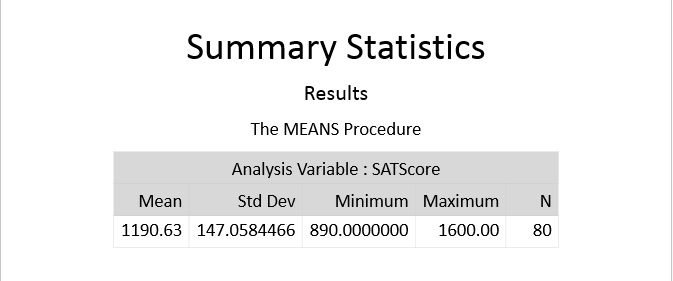 Summary Statistics
Results
The MEANS Procedure
Analysis Variable : SATScore
Mean Std Dev Minimum Maximum N
1190.63 147.0584466 890.0000000 1600.00 80